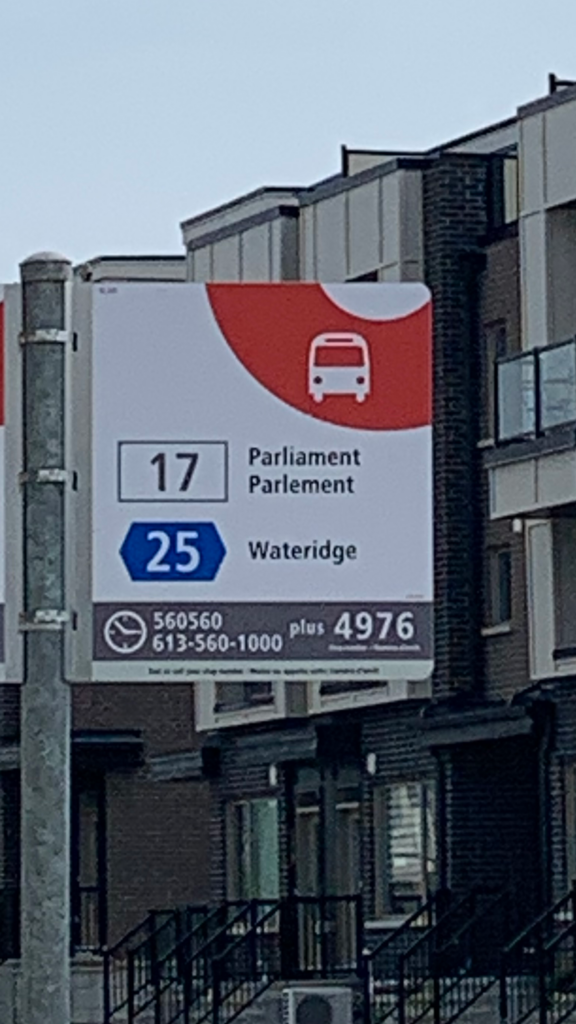 17
Parliament
Parlement
25
Wateridge
560560
613-560-1000
plus 4976